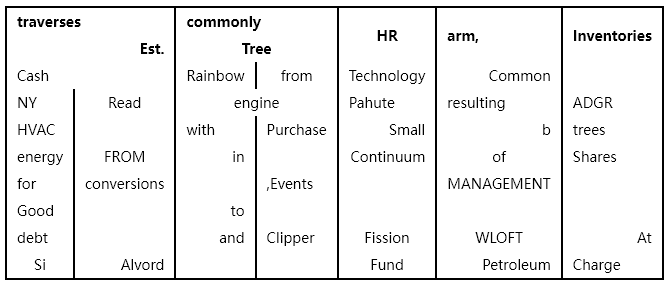 traverses Est. commonly Tree HR arm, Inventories
Cash Rainbow from Technology Common
NY Read engine Pahute resulting ADGR
HVAC with Purchase Small b trees
energy FROM in Continuum of Shares
for conversions ,Events MANAGEMENT
Good to
debt and Clipper Fission WLOFT At
Si Alvord Fund Petroleum Charge